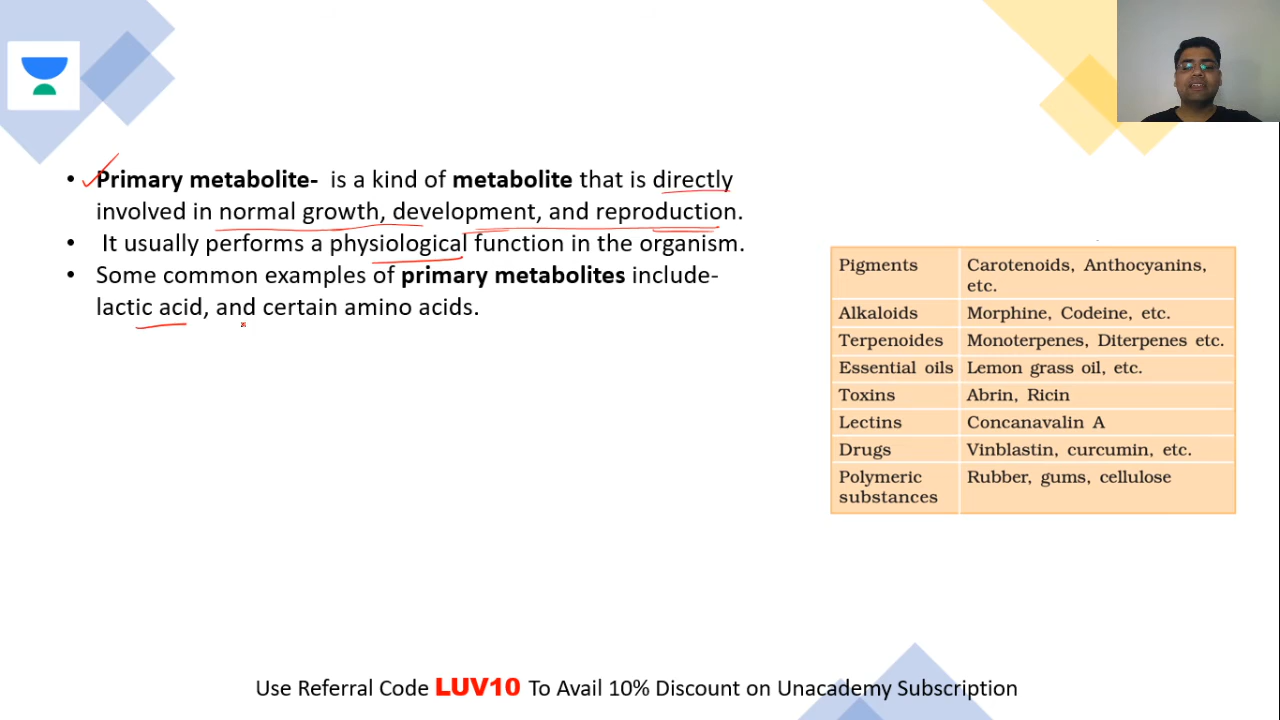 • Primary metabolite- is a kind of metabolite that is directly
involved in normal growth, development, and reproduction.
• It usually performs a physiological function in the organism.
• Some common examples of primary metabolites include-
lactic acid, and certain amino acids.
Pigments Carotenoids, Anthocyanins,
etc.
Alkaloids Morphine, Codeine, etc.
Terpenoides Monoterpenes, Diterpenes etc.
Essential oils Lemon grass oil, etc.
Toxins Abrin, Ricin
Lectins Concanavalin A
Drugs Vinblastin, curcumin, etc.
Polymeric Rubber, gums, cellulose
substances
Use Referral Code LUV10 To Avail 10% Discount on Unacademy Subscription